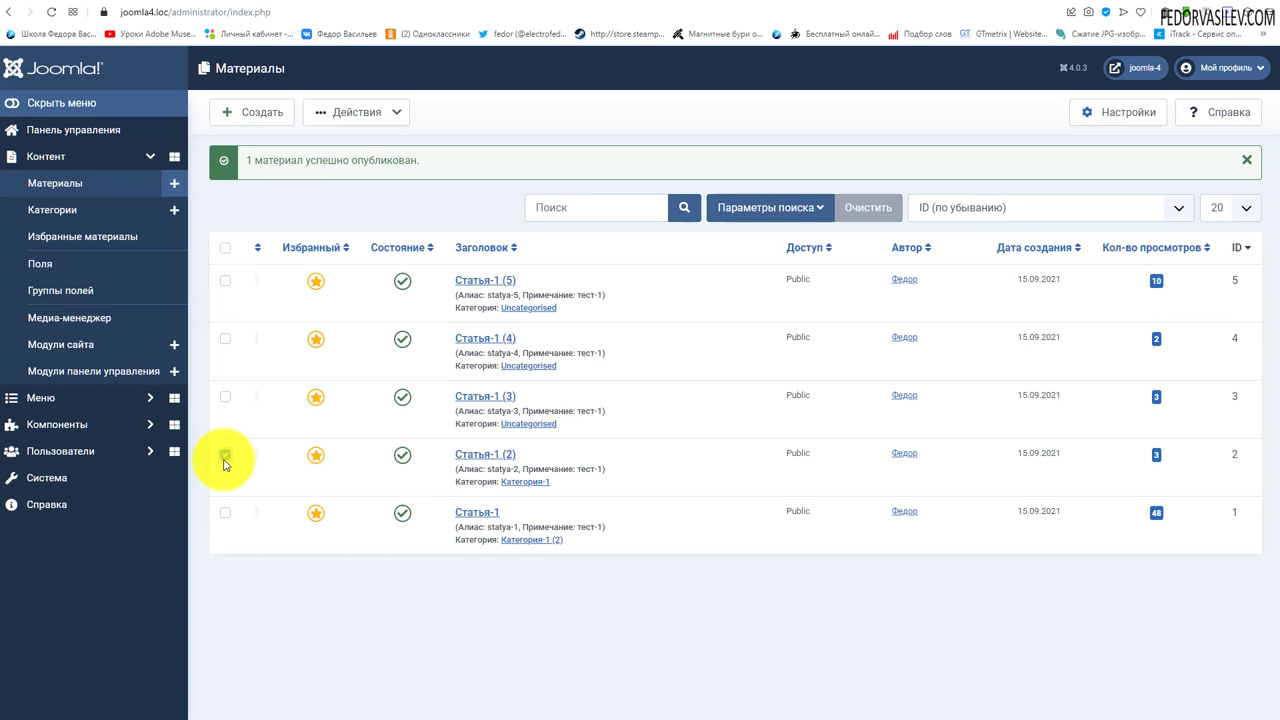 joomla4.loc/administrator/index.php
FEDORVASILEV.COM
Школа Федора Вас...
Уроки Adobe Muse...
Личный кабинет -...
Федор Васильев
(2) Одноклассники
fedor (@electrofed...
http://store.steamp...
Магнитные бури о...
Бесплатный онлай...
Подбор слов
GTmetrix | Website...
Сжатие JPG-изобр...
iTrack - Сервис оп...
Joomla!
Материалы
4.0.3
joomla-4
Мой профиль
Скрыть меню
Панель управления
Контент
Материалы
Категории
Избранные материалы
Поля
Группы полей
Медиа-менеджер
Модули сайта
Модули панели управления
Меню
Компоненты
Пользователи
Система
Справка
Создать
Действия
Настройки
Справка
1 материал успешно опубликован.
Поиск
Параметры поиска
Очистить
ID (по убыванию)
20
Избранный Состояние Заголовок Доступ Автор Дата создания Кол-во просмотров ID
Статья-1 (5) Public Федор 15.09.2021 10 5
(Алиас: statya-5, Примечание: тест-1)
Категория: Uncategorised
Статья-1 (4) Public Федор 15.09.2021 2 4
(Алиас: statya-4, Примечание: тест-1)
Категория: Uncategorised
Статья-1 (3) Public Федор 15.09.2021 3 3
(Алиас: statya-3, Примечание: тест-1)
Категория: Uncategorised
Статья-1 (2) Public Федор 15.09.2021 3 2
(Алиас: statya-2, Примечание: тест-1)
Категория: Категория-1
Статья-1 Public Федор 15.09.2021 48 1
(Алиас: statya-1, Примечание: тест-1)
Категория: Категория-1 (2)